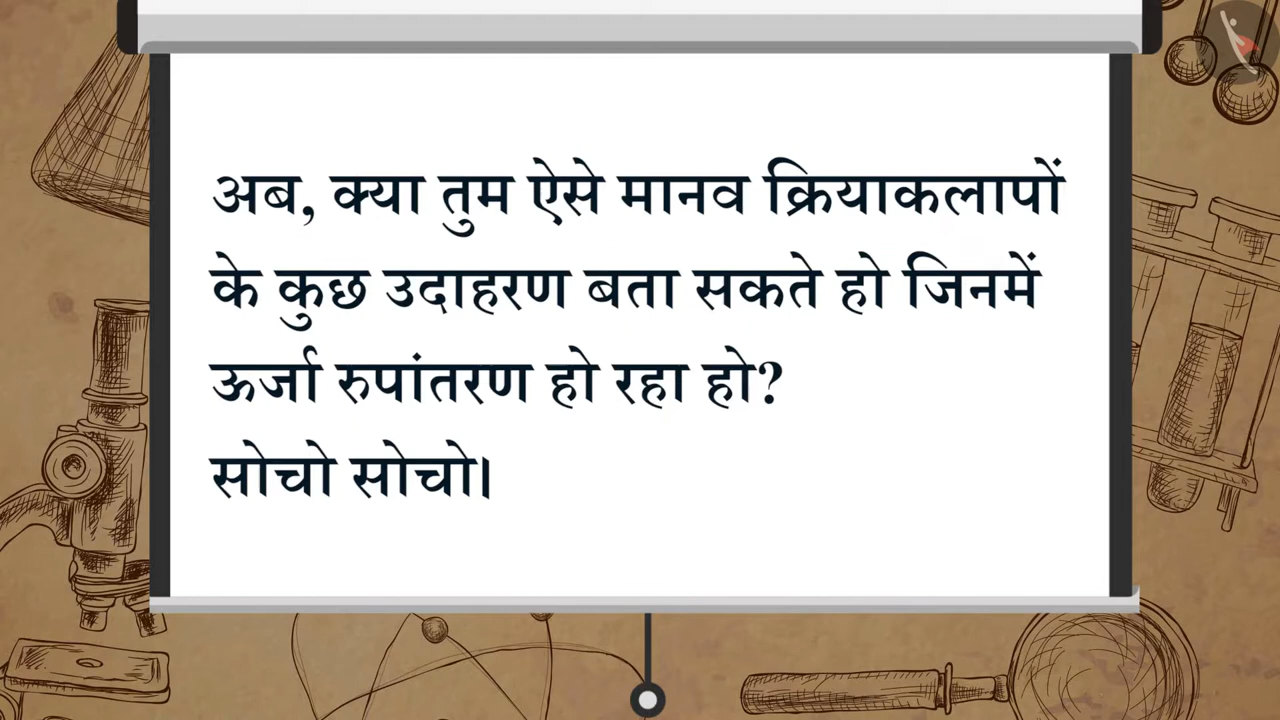 अब, क्या तुम ऐसे मानव क्रियाकलापों
के कुछ उदाहरण बता सकते हो जिनमें
ऊर्जा रुपांतरण हो रहा हो?
सोचो सोचो।